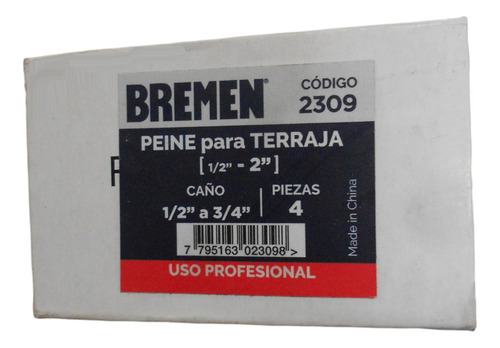 BREMEN®
CÓDIGO
2309
PEINE para TERRAJA
[ 1/2" - 2" ]
CAÑO
1/2" a 3/4"
PIEZAS
4
Made in China
7 795163 023098 >
USO PROFESIONAL